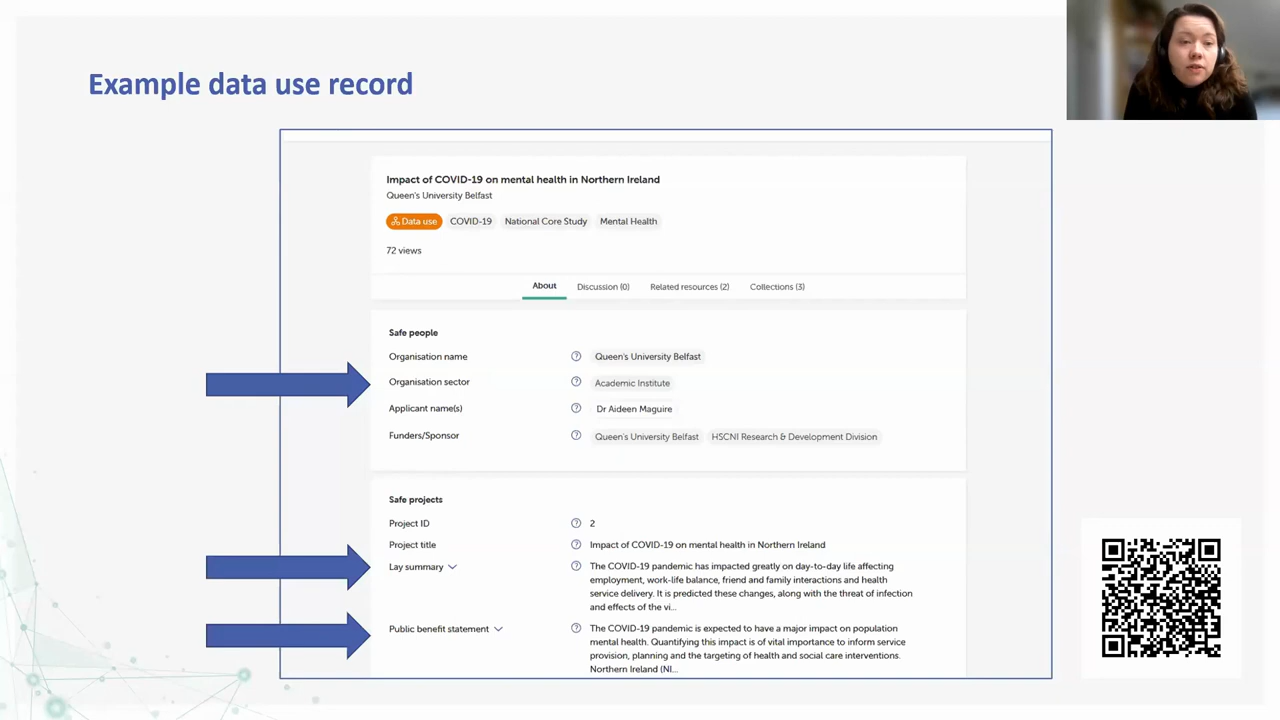 Example data use record
Impact of COVID-19 on mental health in Northern Ireland
Queen's University Belfast
Data use COVID-19 National Core Study Mental Health
72 views
About Discussion (0) Related resources (2) Collections (3)
Safe people
Organisation name Queen's University Belfast
Organisation sector Academic Institute
Applicant name(s) Dr Aideen Maguire
Funders/Sponsor Queen's University Belfast HSCNI Research & Development Division
Safe projects
Project ID 2
Project title Impact of COVID-19 on mental health in Northern Ireland
Lay summary The COVID-19 pandemic has impacted greatly on day-to-day life affecting
employment, work-life balance, friend and family interactions and health
service delivery. It is predicted these changes, along with the threat of infection
and effects of the vi...
Public benefit statement The COVID-19 pandemic is expected to have a major impact on population
mental health. Quantifying this impact is of vital importance to inform service
provision, planning and the targeting of health and social care interventions.
Northern Ireland (NI...